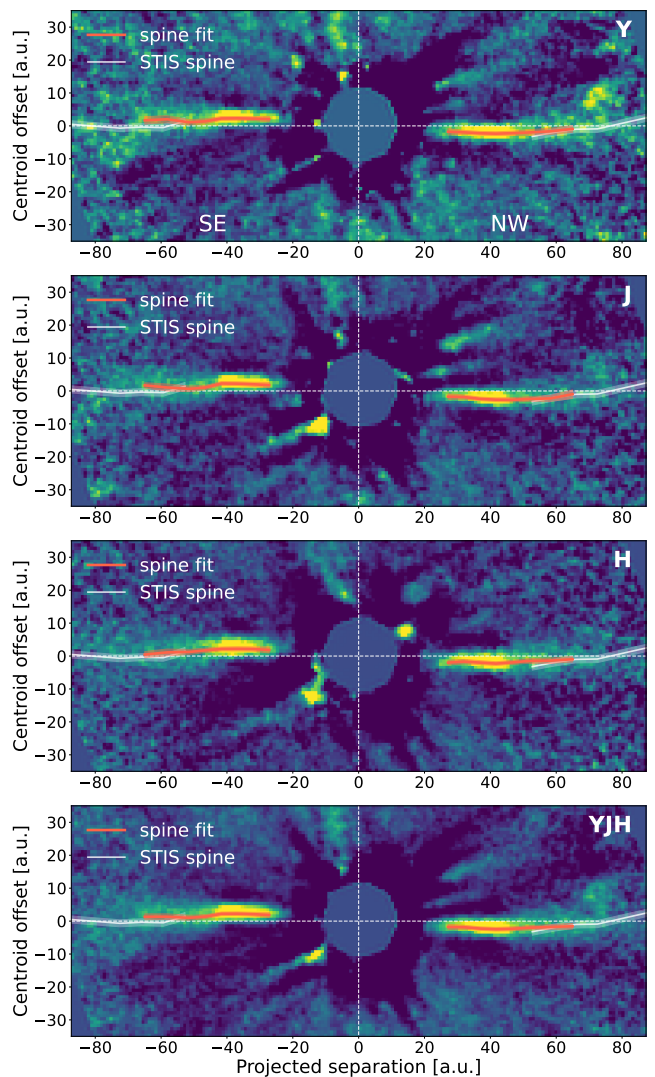 Y
spine fit
STIS spine
30
20
10
0
−10
−20
−30
Centroid offset [a.u.]
SE
NW
−80 −60 −40 −20 0 20 40 60 80
J
spine fit
STIS spine
30
20
10
0
−10
−20
−30
Centroid offset [a.u.]
−80 −60 −40 −20 0 20 40 60 80
H
spine fit
STIS spine
30
20
10
0
−10
−20
−30
Centroid offset [a.u.]
−80 −60 −40 −20 0 20 40 60 80
YJH
spine fit
STIS spine
30
20
10
0
−10
−20
−30
Centroid offset [a.u.]
−80 −60 −40 −20 0 20 40 60 80
Projected separation [a.u.]